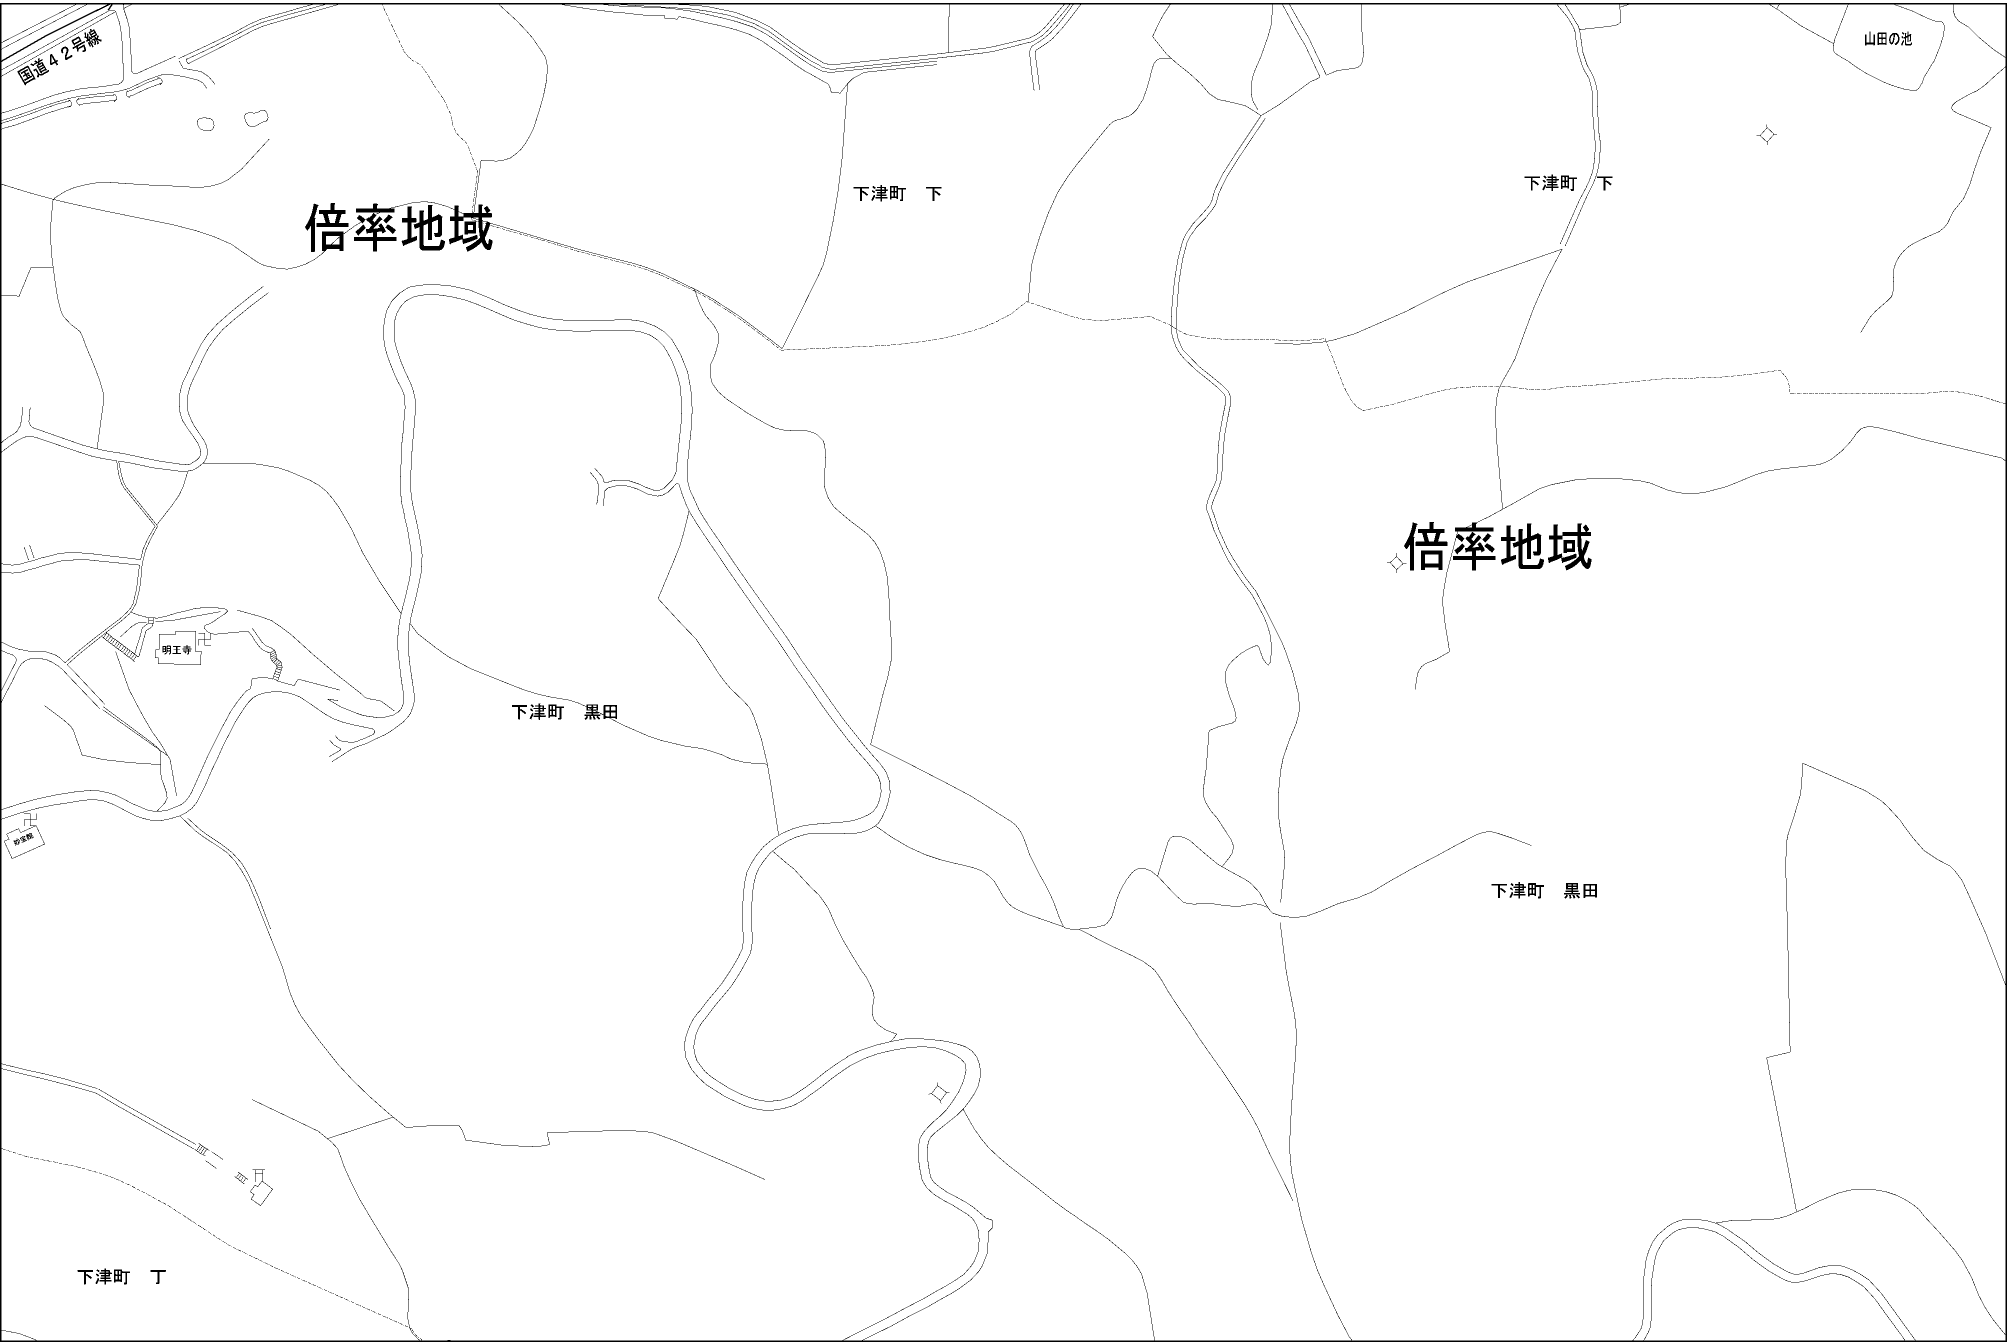 国道４２号線
山田の池
下津町　下
下津町　下
倍率地域
倍率地域
明王寺
下津町　黒田
下津町　黒田
下津町　丁